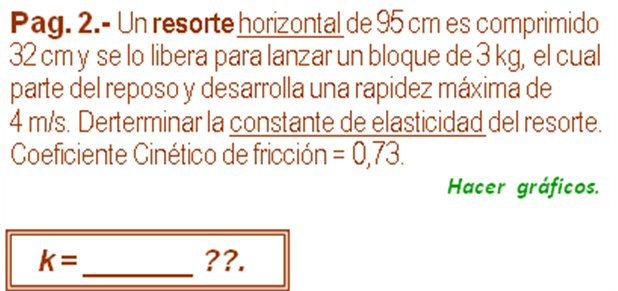 Pag. 2.- Un resorte horizontal de 95 cm es comprimido
32 cm y se lo libera para lanzar un bloque de 3 kg, el cual
parte del reposo y desarrolla una rapidez máxima de
4 m/s. Derterminar la constante de elasticidad del resorte.
Coeficiente Cinético de fricción = 0,73.
Hacer gráficos.
k = ______ ??.